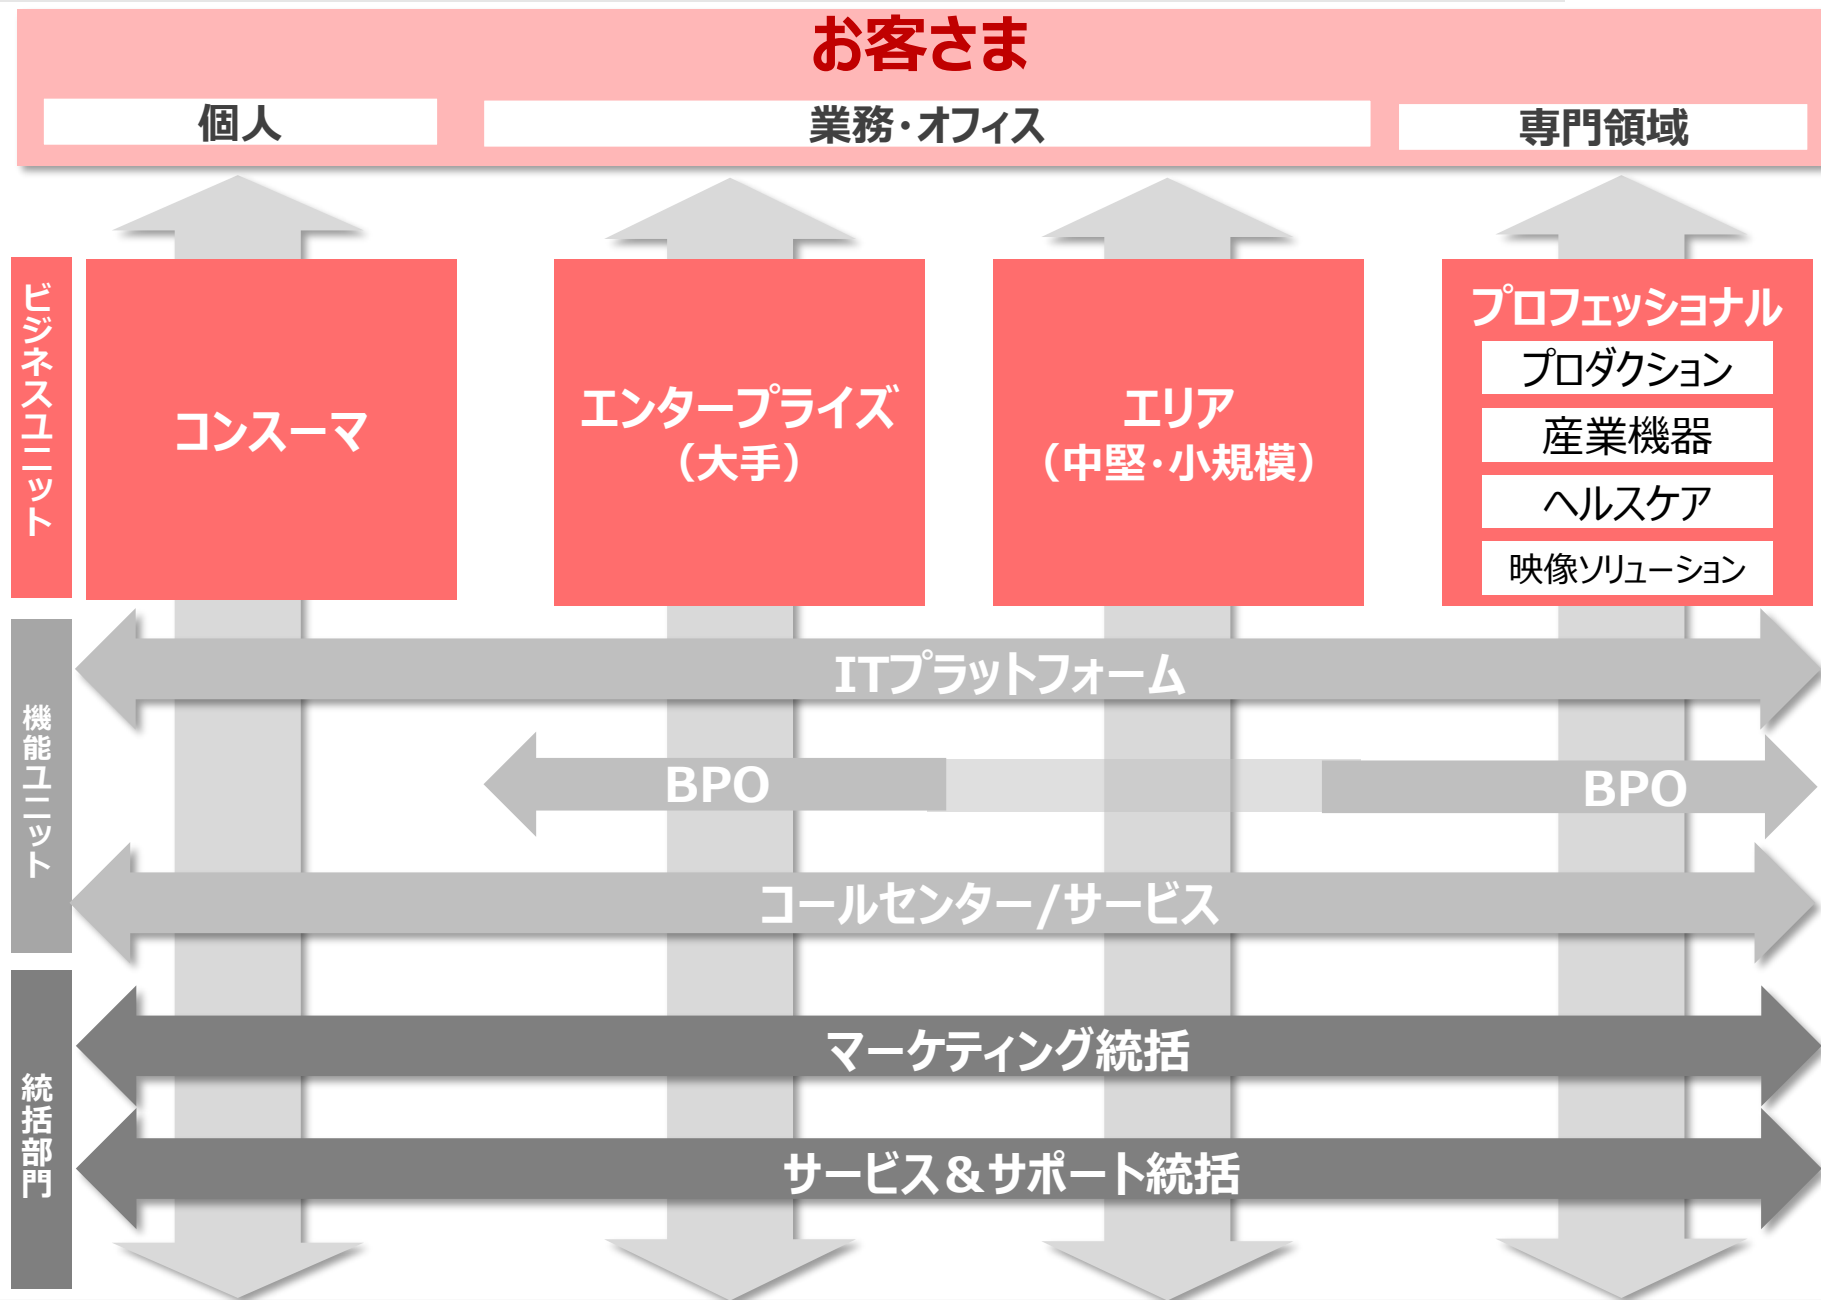 お客さま
個人
業務・オフィス
専門領域
ビジネスユニット
コンスーマ
エンタープライズ
（大手）
エリア
（中堅・小規模）
プロフェッショナル
プロダクション
産業機器
ヘルスケア
映像ソリューション
機能ユニット
ITプラットフォーム
BPO
BPO
コールセンター/サービス
統括部門
マーケティング統括
サービス＆サポート統括